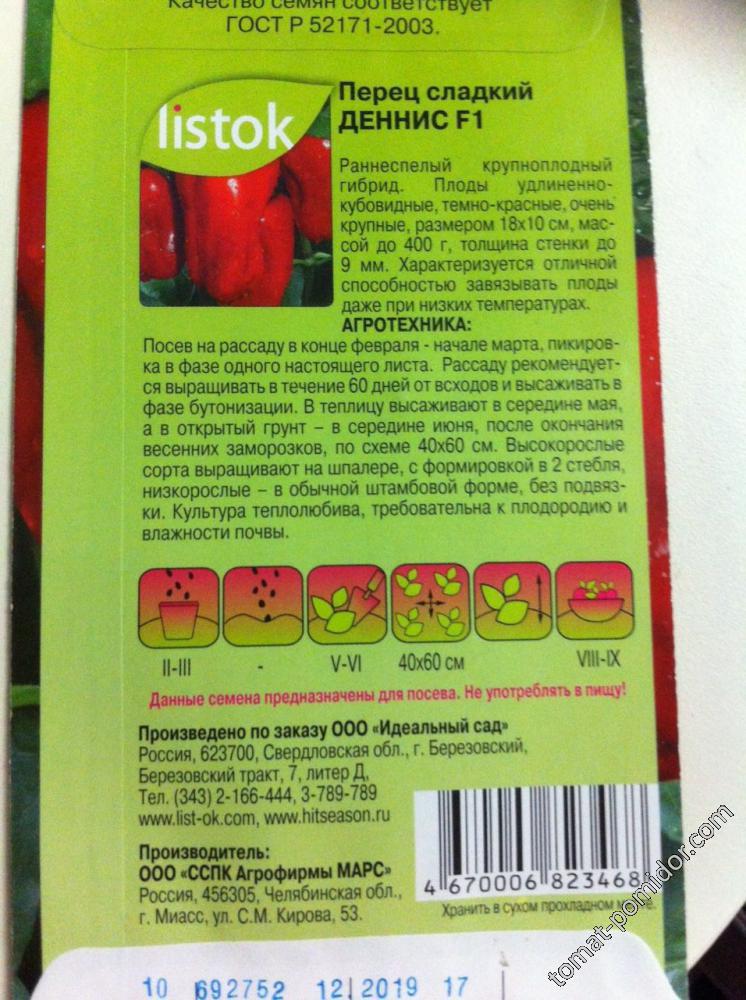 Качество семян соответствует
ГОСТ Р 52171-2003.
listok
Перец сладкий
ДЕННИС F1
Раннеспелый крупноплодный
гибрид. Плоды удлиненно-
кубовидные, темно-красные, очень
крупные, размером 18х10 см, мас-
сой до 400 г, толщина стенки до
9 мм. Характеризуется отличной
способностью завязывать плоды
даже при низких температурах.
АГРОТЕХНИКА:
Посев на рассаду в конце февраля - начале марта, пикиров-
ка в фазе одного настоящего листа. Рассаду рекомендует-
ся выращивать в течение 60 дней от всходов и высаживать в
фазе бутонизации. В теплицу высаживают в середине мая,
а в открытый грунт – в середине июня, после окончания
весенних заморозков, по схеме 40х60 см. Высокорослые
сорта выращивают на шпалере, с формировкой в 2 стебля,
низкорослые – в обычной штамбовой форме, без подвяз-
ки. Культура теплолюбива, требовательна к плодородию и
влажности почвы.
II-III - V-VI 40х60 см VIII-IX
Данные семена предназначены для посева. Не употреблять в пищу!
Произведено по заказу ООО «Идеальный сад»
Россия, 623700, Свердловская обл., г. Березовский,
Березовский тракт, 7, литер Д,
Тел. (343) 2-166-444, 3-789-789
www.list-ok.com, www.hitseason.ru
Производитель:
ООО «ССПК Агрофирмы МАРС»
Россия, 456305, Челябинская обл.,
г. Миасс, ул. С.М. Кирова, 53.
4 670006 823468
Хранить в сухом прохладном месте.
tomat-pomidor.com
10 692752 12 2019 17